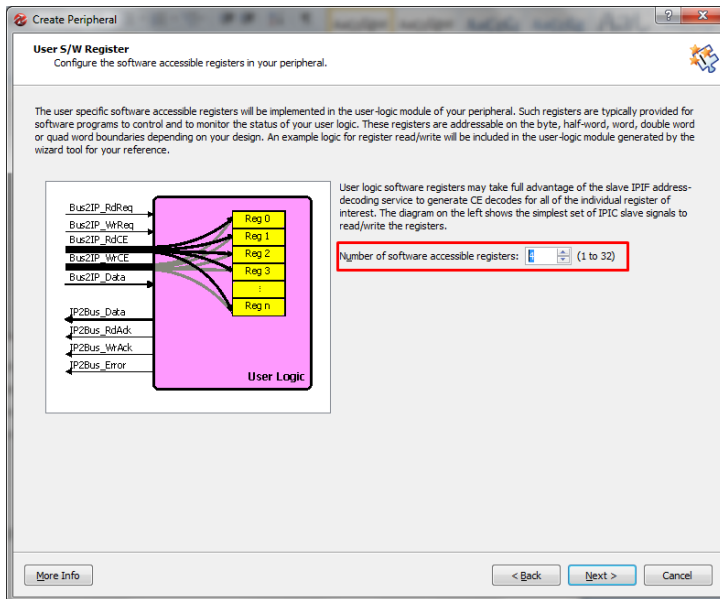 Create Peripheral
User S/W Register
Configure the software accessible registers in your peripheral.
The user specific software accessible registers will be implemented in the user-logic module of your peripheral. Such registers are typically provided for
software programs to control and to monitor the status of your user logic. These registers are addressable on the byte, half-word, word, double word
or quad word boundaries depending on your design. An example logic for register read/write will be included in the user-logic module generated by the
wizard tool for your reference.
Bus2IP_RdReq
Bus2IP_WrReq
Bus2IP_RdCE
Bus2IP_WrCE
Bus2IP_Data
IP2Bus_Data
IP2Bus_RdAck
IP2Bus_WrAck
IP2Bus_Error
Reg 0
Reg 1
Reg 2
Reg 3
:
Reg n
User Logic
User logic software registers may take full advantage of the slave IPIF address-
decoding service to generate CE decodes for all of the individual register of
interest. The diagram on the left shows the simplest set of IPIC slave signals to
read/write the registers.
Number of software accessible registers: 4 (1 to 32)
More Info
< Back
Next >
Cancel